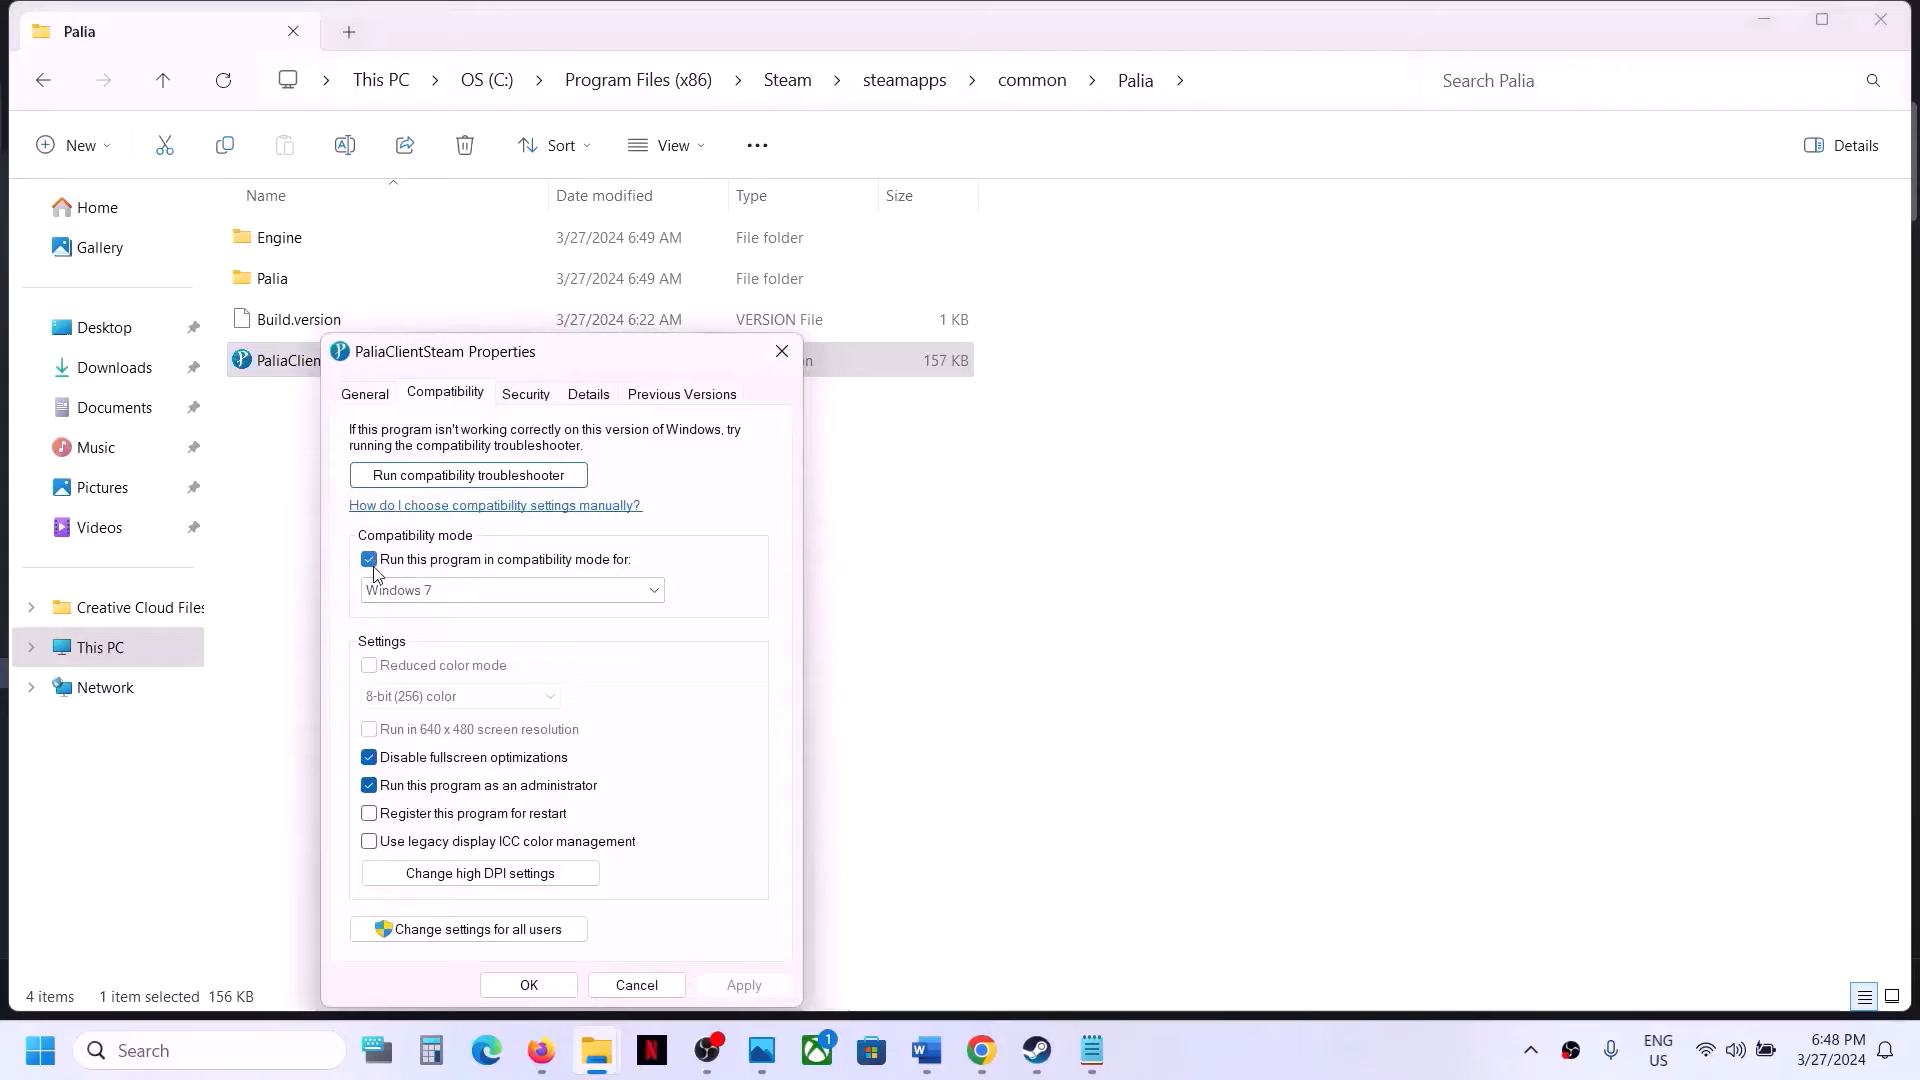 Palia
This PC
OS (C:)
Program Files (x86)
Steam
steamapps
common
Palia
Search Palia
New
Sort
View
Details
Name
Date modified
Type
Size
Home
Gallery
Desktop
Downloads
Documents
Music
Pictures
Videos
Creative Cloud Files
This PC
Network
Engine 3/27/2024 6:49 AM File folder
Palia 3/27/2024 6:49 AM File folder
Build.version 3/27/2024 6:22 AM VERSION File 1 KB
PaliaClien 157 KB
PaliaClientSteam Properties
General Compatibility Security Details Previous Versions
If this program isn't working correctly on this version of Windows, try
running the compatibility troubleshooter.
Run compatibility troubleshooter
How do I choose compatibility settings manually?
Compatibility mode
Run this program in compatibility mode for:
Windows 7
Settings
Reduced color mode
8-bit (256) color
Run in 640 x 480 screen resolution
Disable fullscreen optimizations
Run this program as an administrator
Register this program for restart
Use legacy display ICC color management
Change high DPI settings
Change settings for all users
OK Cancel Apply
4 items 1 item selected 156 KB
Search
1
ENG
US
6:48 PM
3/27/2024